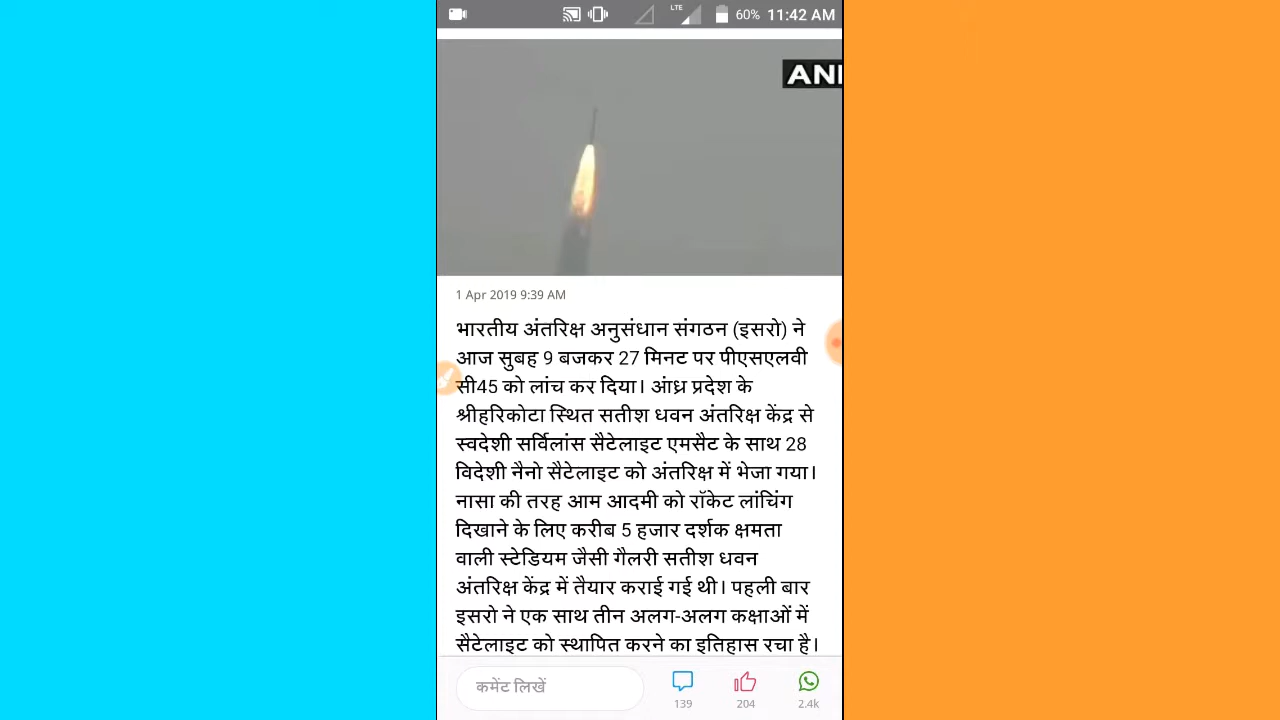 LTE
60% 11:42 AM
ANI
1 Apr 2019 9:39 AM
भारतीय अंतरिक्ष अनुसंधान संगठन (इसरो) ने
आज सुबह 9 बजकर 27 मिनट पर पीएसएलवी
सी45 को लांच कर दिया। आंध्र प्रदेश के
श्रीहरिकोटा स्थित सतीश धवन अंतरिक्ष केंद्र से
स्वदेशी सर्विलांस सैटेलाइट एमसैट के साथ 28
विदेशी नैनो सैटेलाइट को अंतरिक्ष में भेजा गया।
नासा की तरह आम आदमी को रॉकेट लांचिंग
दिखाने के लिए करीब 5 हजार दर्शक क्षमता
वाली स्टेडियम जैसी गैलरी सतीश धवन
अंतरिक्ष केंद्र में तैयार कराई गई थी। पहली बार
इसरो ने एक साथ तीन अलग-अलग कक्षाओं में
सैटेलाइट को स्थापित करने का इतिहास रचा है।
कमेंट लिखें
139 204 2.4k